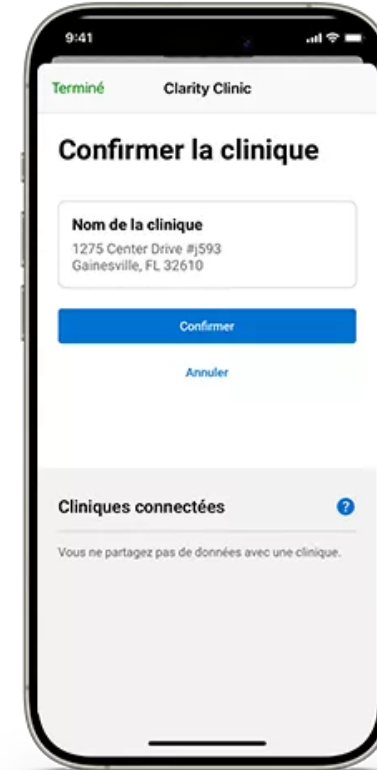 9:41
Terminé Clarity Clinic
Confirmer la clinique
Nom de la clinique
1275 Center Drive #j593
Gainesville, FL 32610
Confirmer
Annuler
Cliniques connectées ?
Vous ne partagez pas de données avec une clinique.